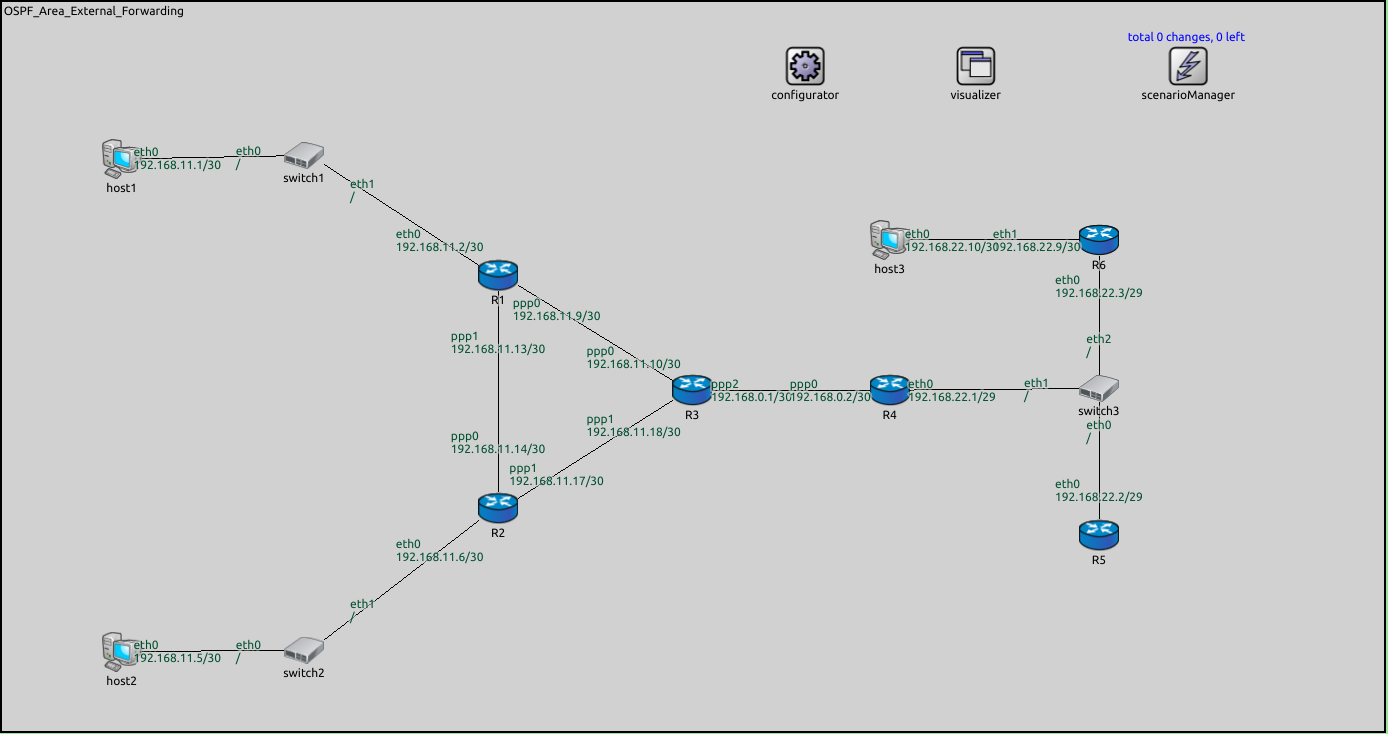 OSPF_Area_External_Forwarding
total 0 changes, 0 left
configurator
visualizer
scenarioManager
eth0
192.168.11.1/30
eth0
/
host1
switch1
eth1
/
eth0
192.168.11.2/30
R1
ppp0
192.168.11.9/30
ppp1
192.168.11.13/30
ppp0
192.168.11.10/30
eth0
192.168.22.10/30
eth1
192.168.22.9/30
host3
R6
eth0
192.168.22.3/29
eth2
/
ppp2
192.168.0.1/30
ppp0
192.168.0.2/30
eth0
192.168.22.1/29
eth1
/
R3
R4
switch3
eth0
/
ppp1
192.168.11.18/30
ppp0
192.168.11.14/30
ppp1
192.168.11.17/30
eth0
192.168.22.2/29
R2
R5
eth0
192.168.11.6/30
eth1
/
eth0
192.168.11.5/30
eth0
/
host2
switch2